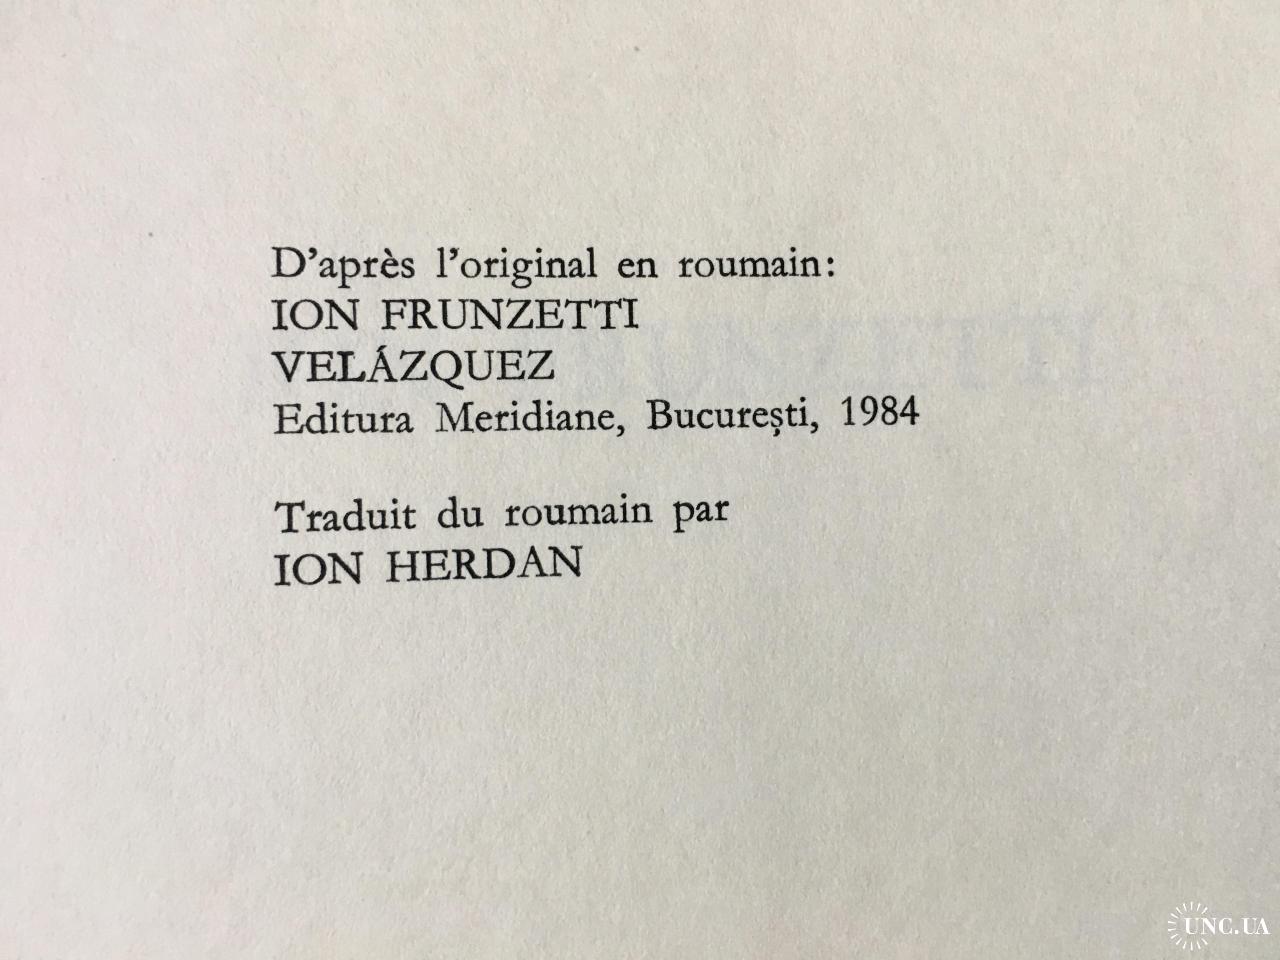 D'après l'original en roumain:
ION FRUNZETTI
VELÁZQUEZ
Editura Meridiane, București, 1984
Traduit du roumain par
ION HERDAN
UNC.UA